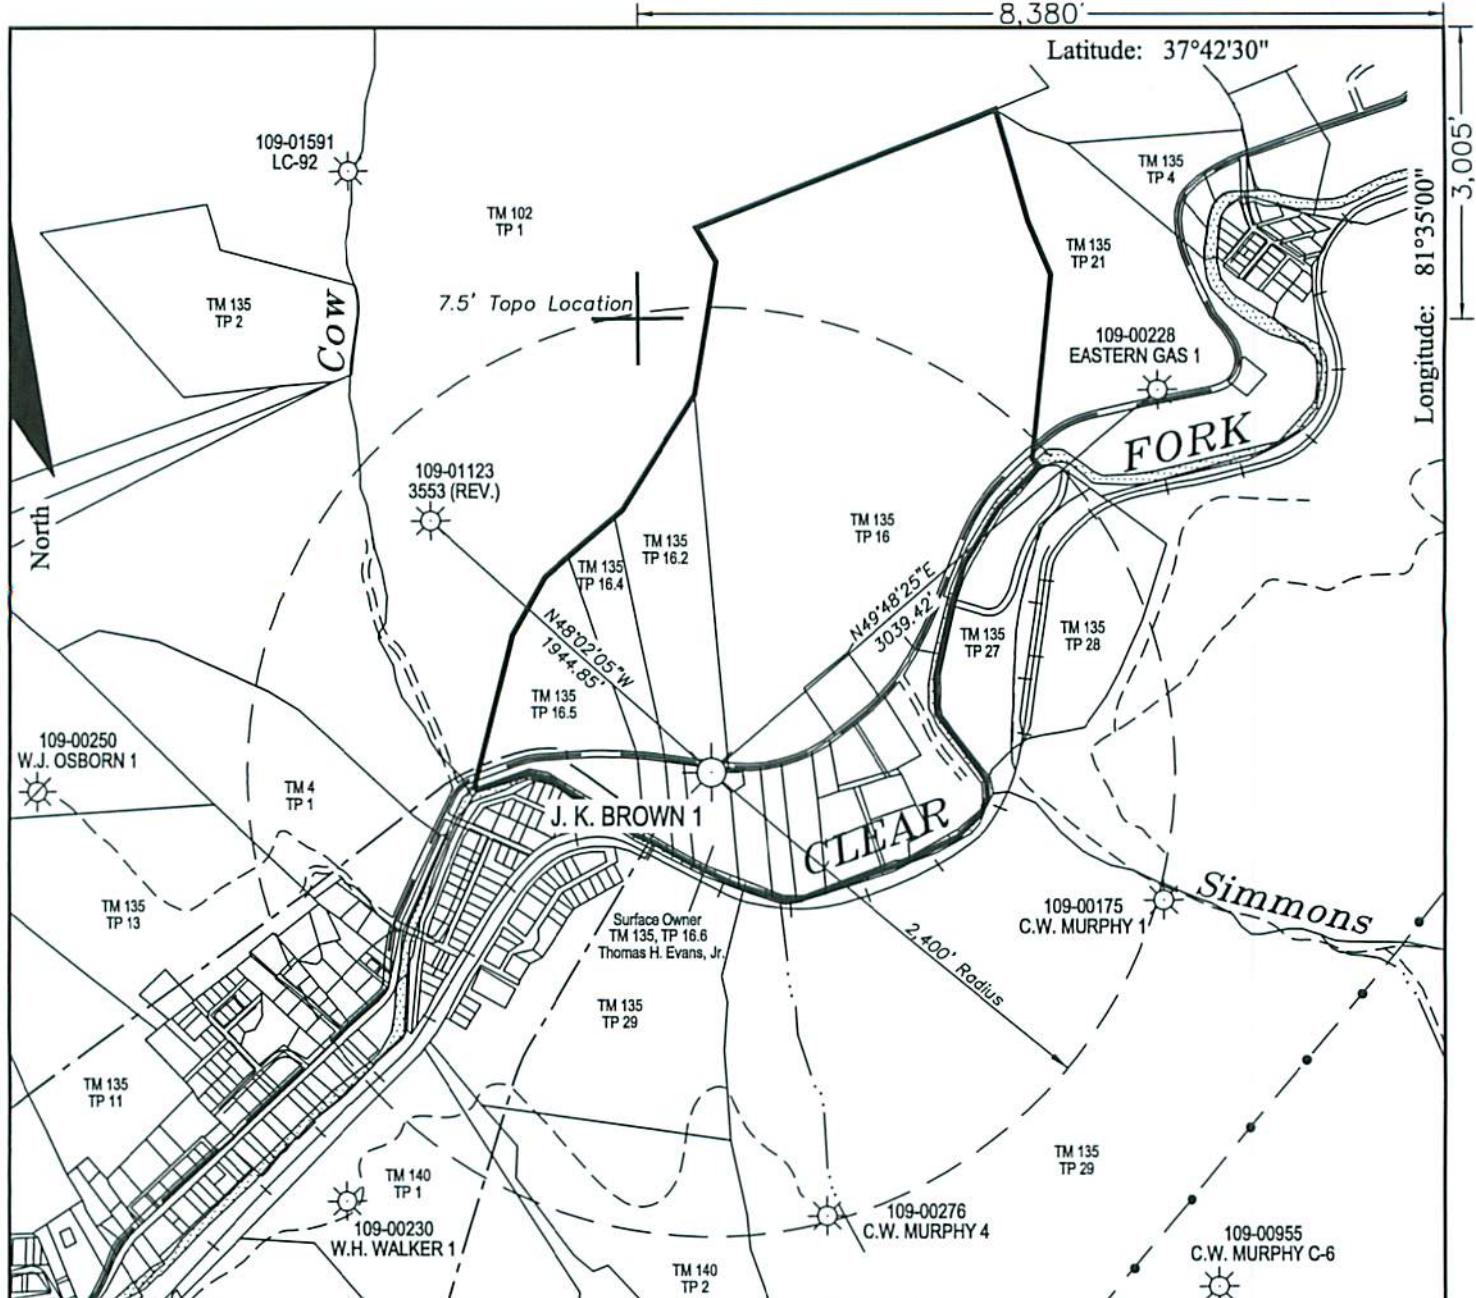 8,380'
Latitude: 37°42'30"
3,005'
Longitude: 81°35'00"
109-01591
LC-92
TM 102
TP 1
TM 135
TP 4
TM 135
TP 21
TM 135
TP 2
Cow
7.5' Topo Location
109-00228
EASTERN GAS 1
FORK
109-01123
3553 (REV.)
North
TM 135
TP 16
TM 135
TP 16.2
TM 135
TP 16.4
N48°02'05"W
1944.85'
N49°48'25"E
3039.42'
TM 135
TP 27
TM 135
TP 28
TM 135
TP 16.5
109-00250
W.J. OSBORN 1
TM 4
TP 1
J. K. BROWN 1
CLEAR
Simmons
109-00175
C.W. MURPHY 1
TM 135
TP 13
Surface Owner
TM 135, TP 16.6
Thomas H. Evans, Jr.
2,400' Radius
TM 135
TP 29
TM 135
TP 11
TM 140
TP 1
TM 135
TP 29
109-00230
W.H. WALKER 1
109-00276
C.W. MURPHY 4
109-00955
C.W. MURPHY C-6
TM 140
TP 2